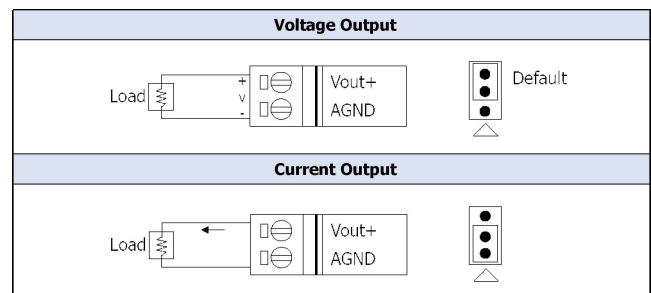 Voltage Output
Load
+
V
-
Vout+
AGND
Default
Current Output
Load
Vout+
AGND